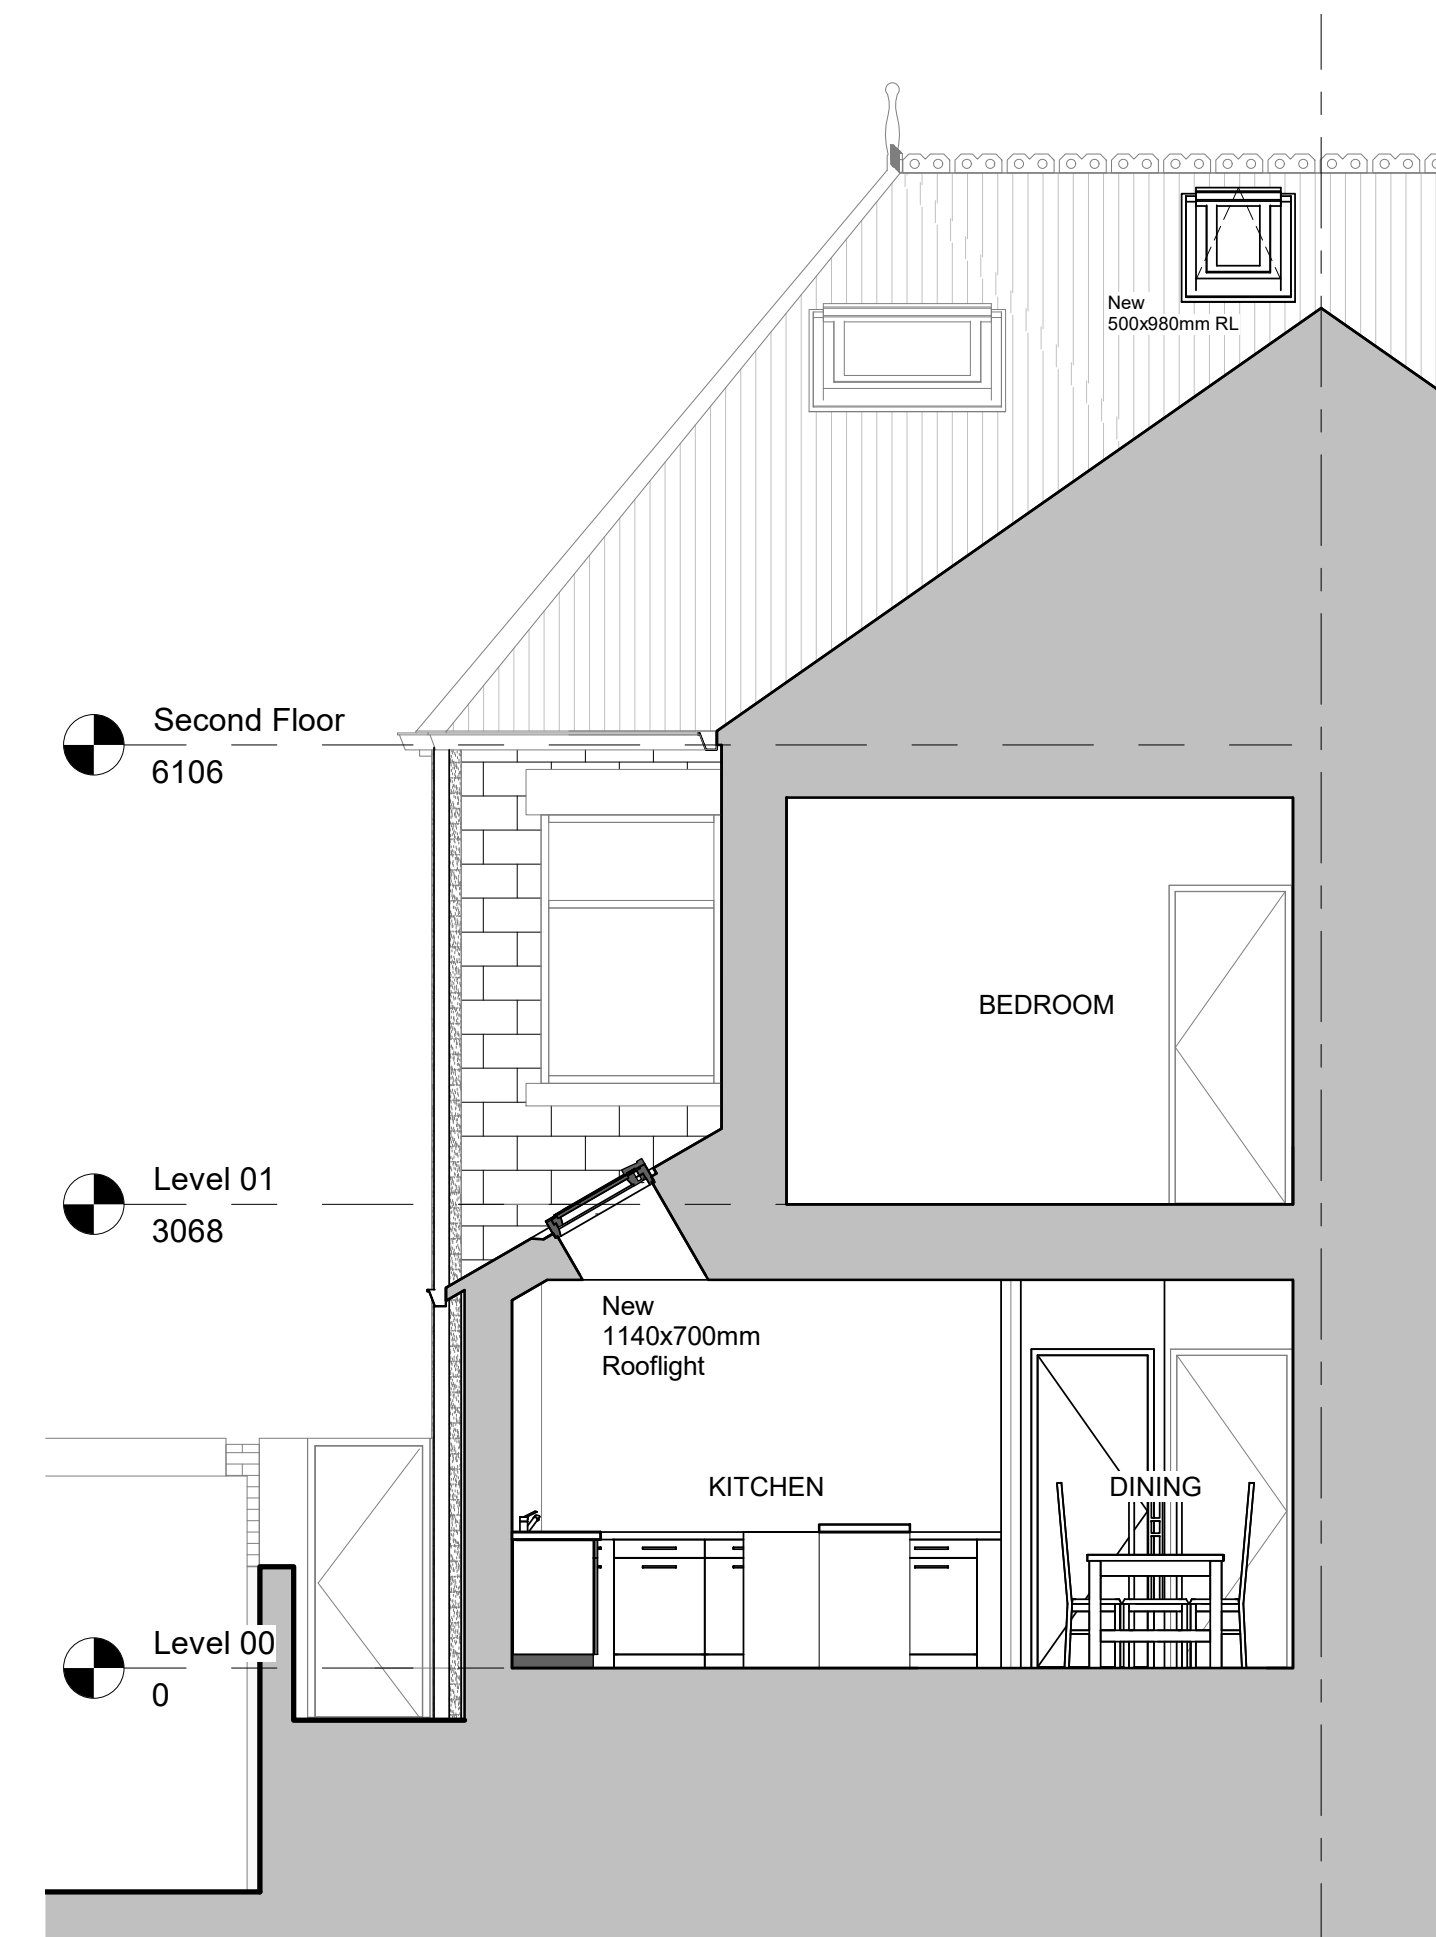 New
500x980mm RL
Second Floor
6106
BEDROOM
Level 01
3068
New
1140x700mm
Rooflight
KITCHEN
DINING
Level 00
0